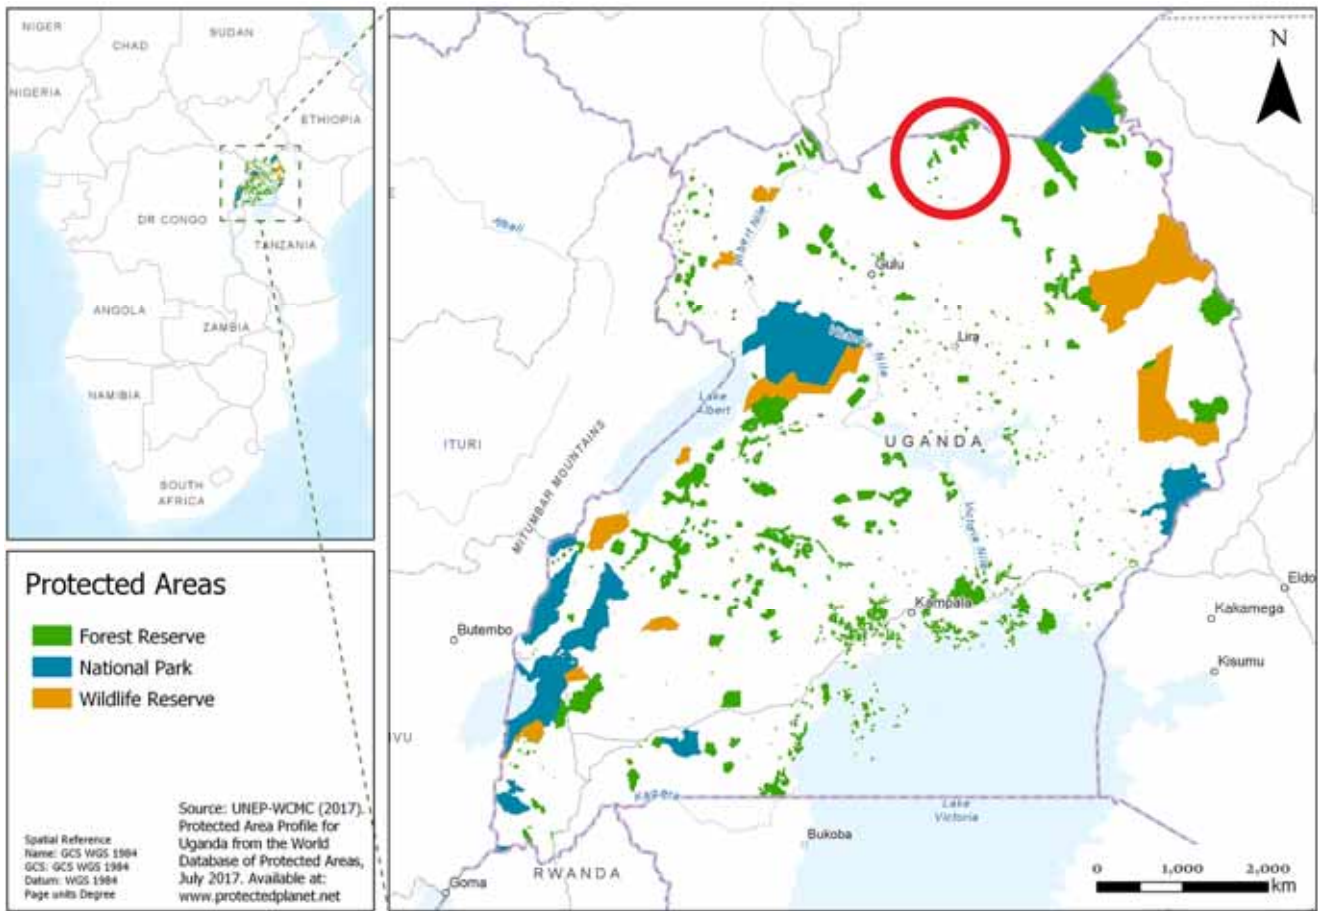 NIGER
CHAD
SUDAN
NIGERIA
ETHIOPIA
DR CONGO
TANZANIA
ANGOLA
ZAMBIA
NAMIBIA
SOUTH
AFRICA
Protected Areas
Forest Reserve
National Park
Wildlife Reserve
Source: UNEP-WCMC (2017).
Protected Area Profile for
Uganda from the World
Database of Protected Areas,
July 2017. Available at:
www.protectedplanet.net
Spatial Reference
Name: GCS WGS 1984
GCS: GCS WGS 1984
Datum: WGS 1984
Page units Degree
N
Albert Nile
Gulu
Nile
Lira
Lake
Albert
ITURI
MITUMBAR MOUNTAINS
UGANDA
Victoria Nile
Kampala
Eldo
Kakamega
Butembo
Kisumu
IVU
Kagera
Lake
Victoria
Bukoba
RWANDA
Goma
0 1,000 2,000
km